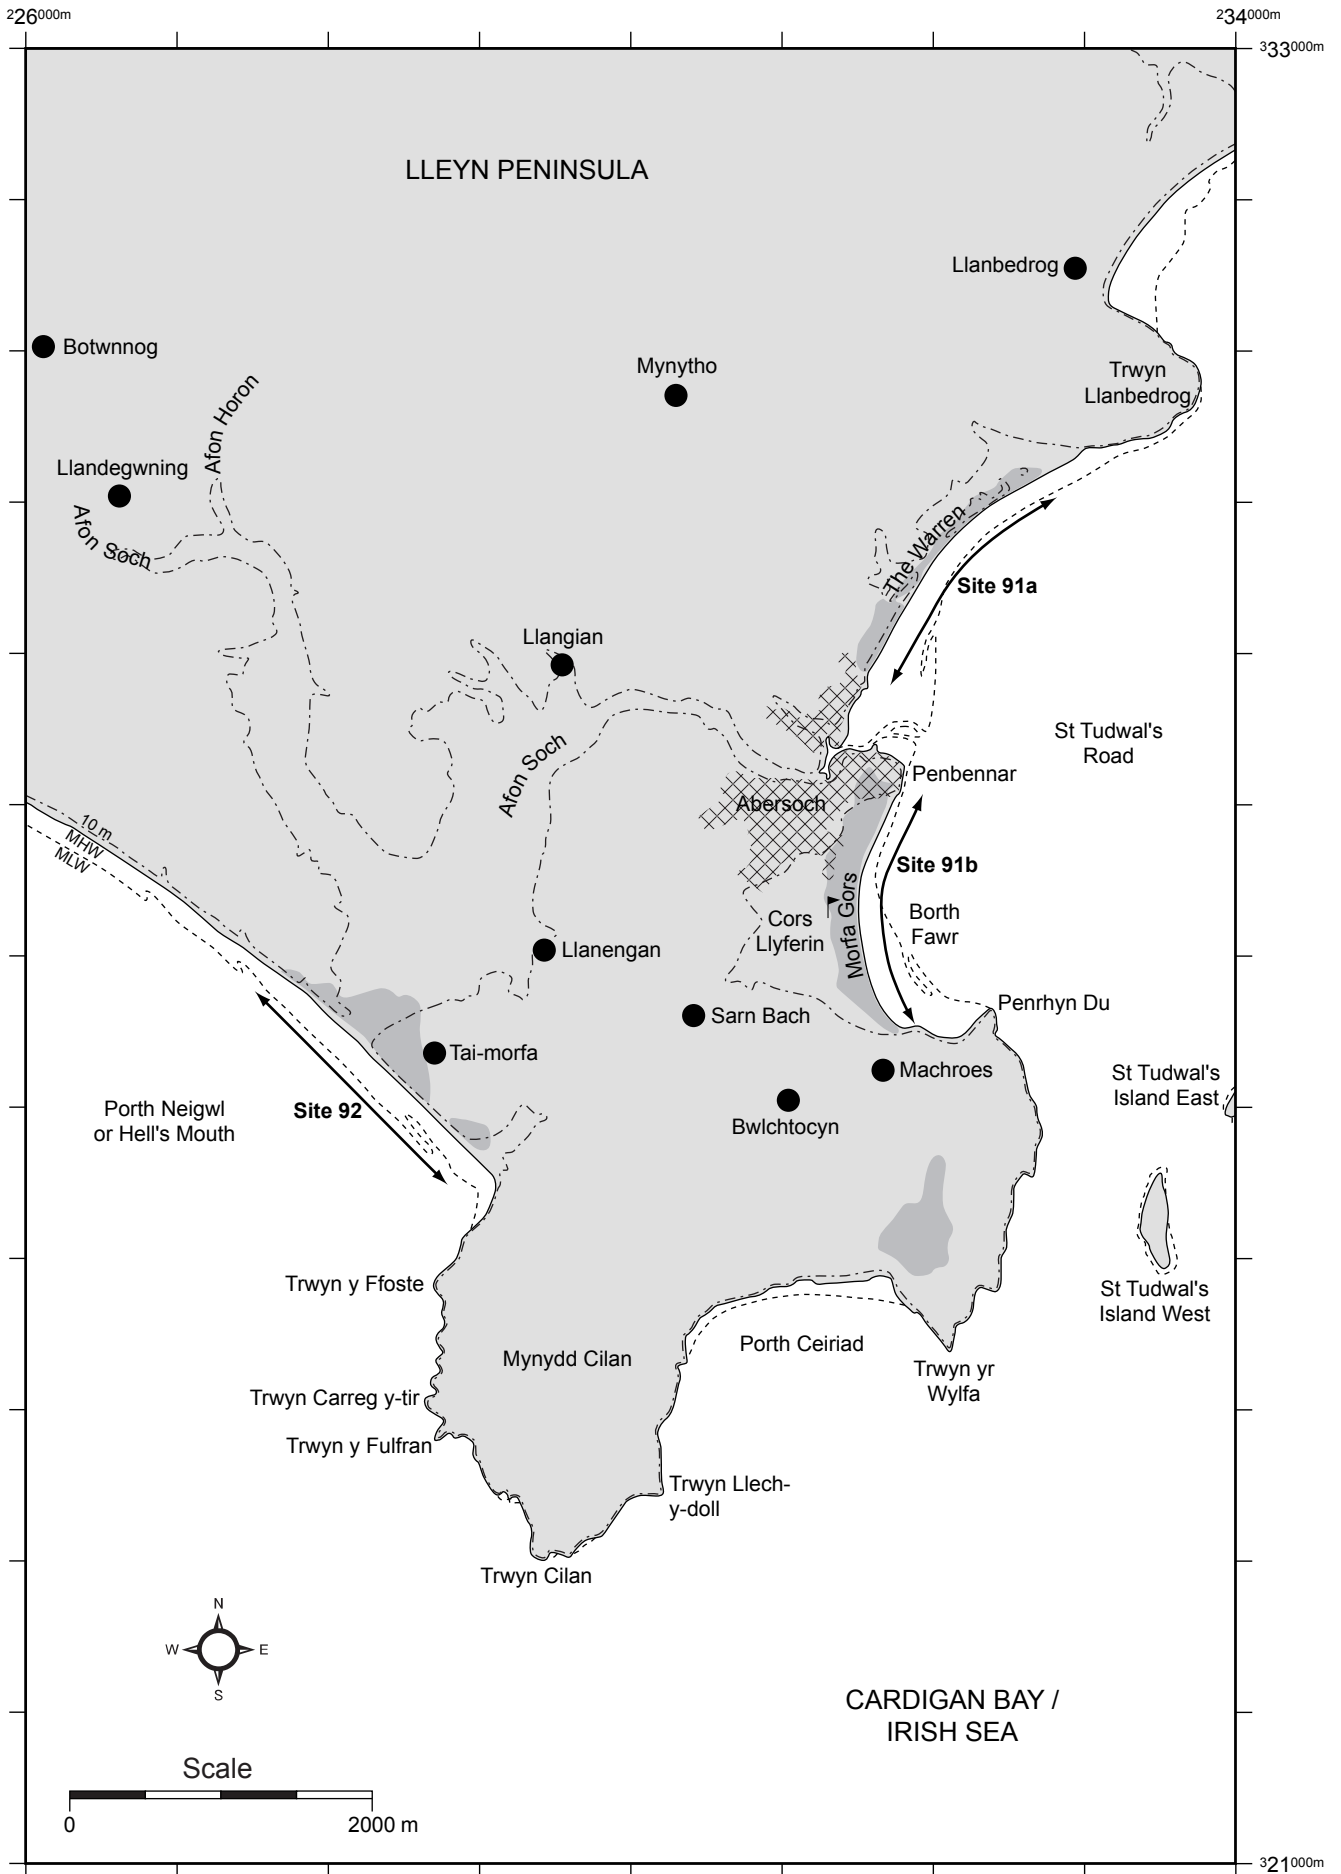 226000m
234000m
333000m
LLEYN PENINSULA
Llanbedrog
Botwnnog
Mynytho
Trwyn
Llanbedrog
Afon Horon
Llandegwning
Afon Soch
The Warren
Site 91a
Llangian
St Tudwal's
Road
Afon Soch
Penbennar
Abersoch
10 m
MHW
MLW
Site 91b
Morfa Gors
Borth
Fawr
Cors
Llyferin
Llanengan
Penrhyn Du
Sarn Bach
Tai-morfa
Machroes
St Tudwal's
Island East
Porth Neigwl
or Hell's Mouth
Site 92
Bwlchtocyn
Trwyn y Ffoste
St Tudwal's
Island West
Porth Ceiriad
Mynydd Cilan
Trwyn yr
Wylfa
Trwyn Carreg y-tir
Trwyn y Fulfran
Trwyn Llech-
y-doll
Trwyn Cilan
N
W
E
S
CARDIGAN BAY /
IRISH SEA
Scale
0
2000 m
321000m